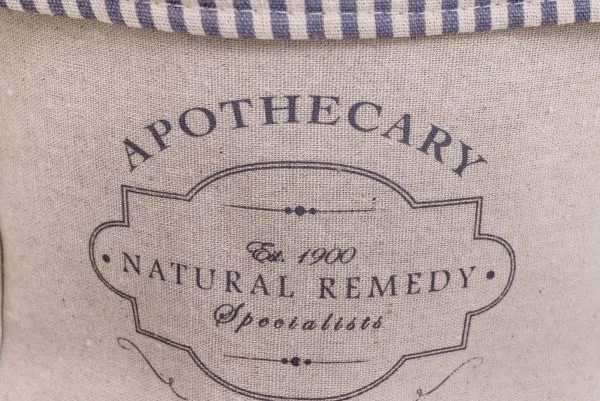 APOTHECARY
Est. 1900
• NATURAL REMEDY •
Specialists